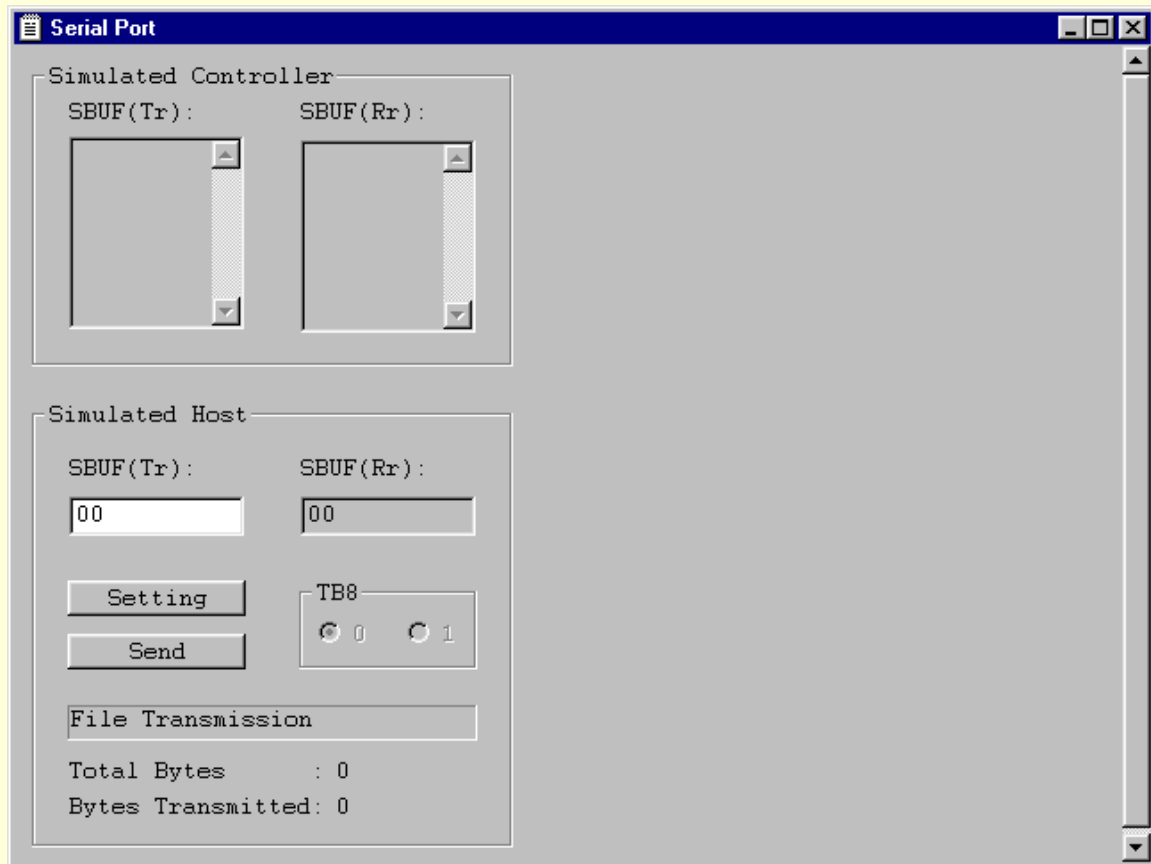 Serial Port
Simulated Controller
SBUF(Tr): SBUF(Rr):
Simulated Host
SBUF(Tr): SBUF(Rr):
00 00
Setting
TB8
0 1
Send
File Transmission
Total Bytes : 0
Bytes Transmitted: 0